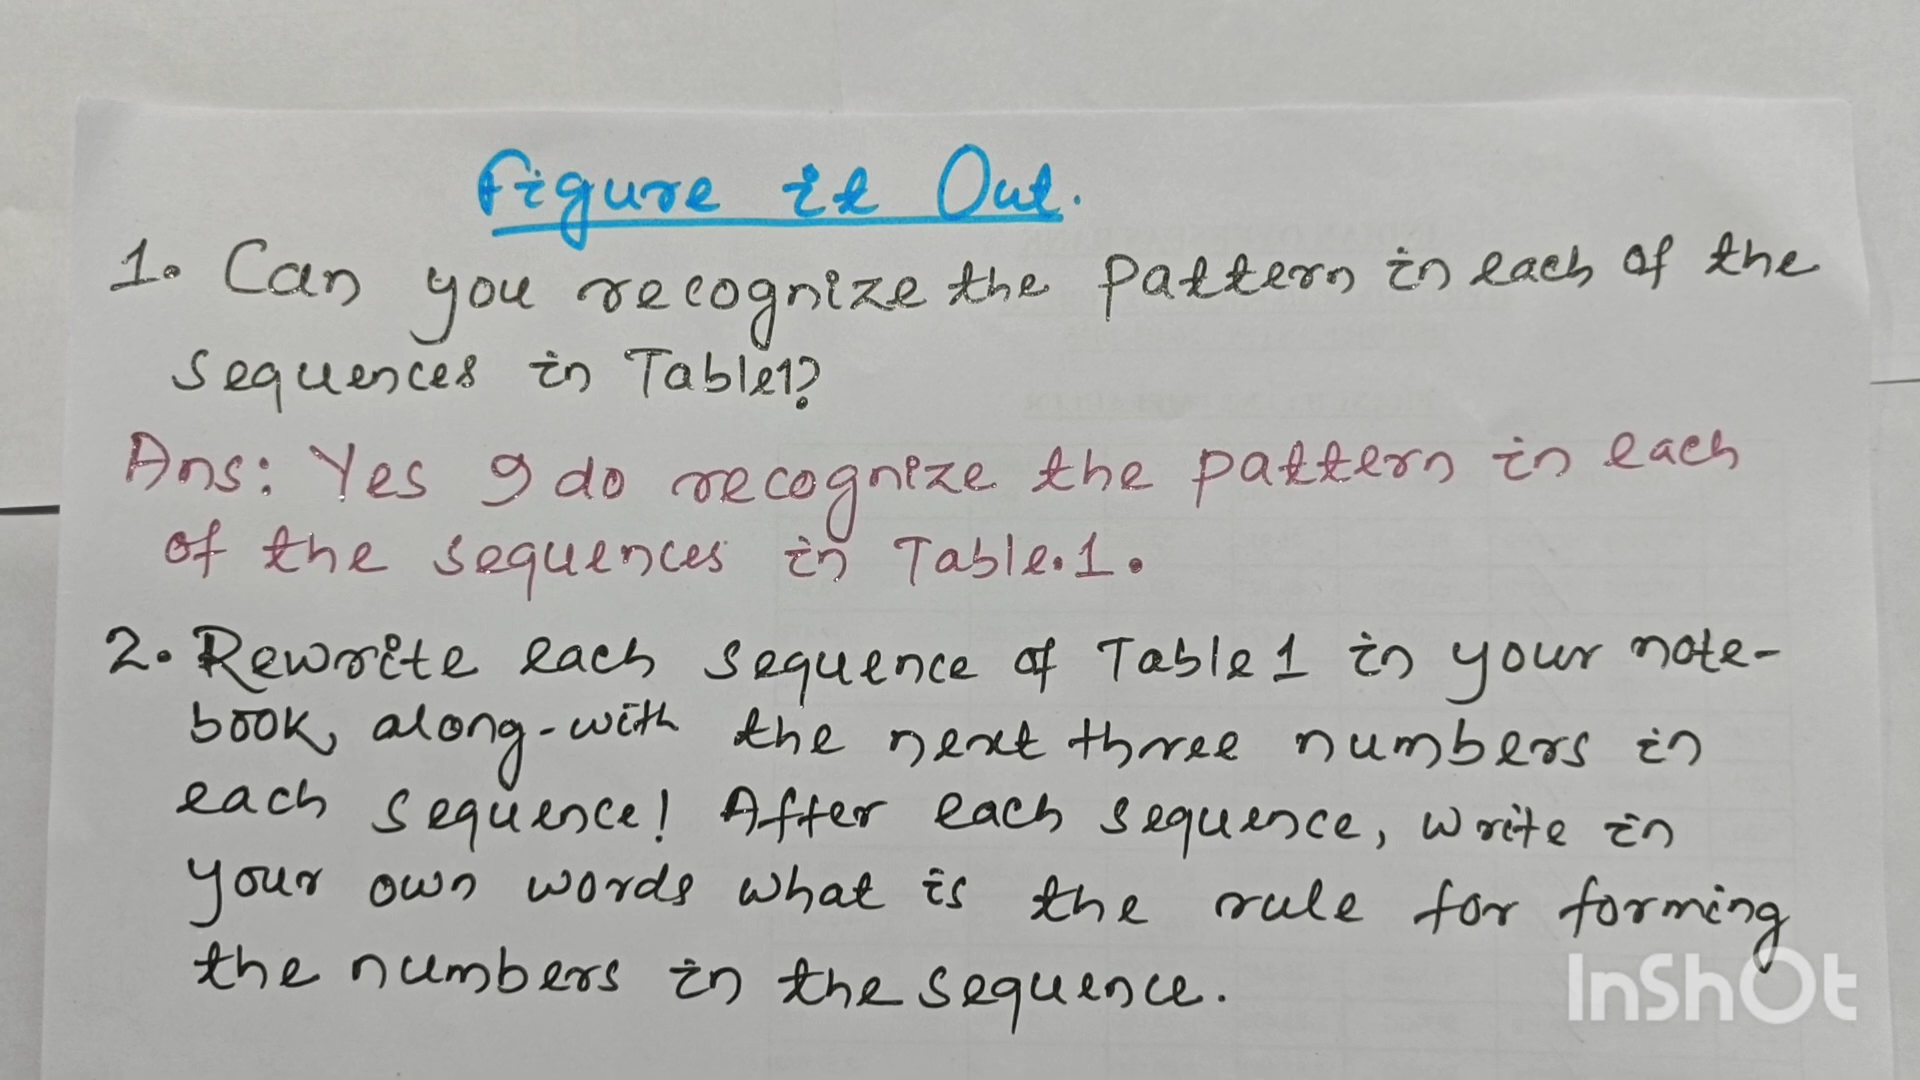 Figure it Out.
1. Can you recognize the pattern in each of the
sequences in Table1?
Ans: Yes I do recognize the pattern in each
of the sequences in Table.1.
2. Rewrite each sequence of Table 1 in your note-
book, along-with the next three numbers in
each sequence! After each sequence, write in
your own words what is the rule for forming
the numbers in the sequence.
InShOt